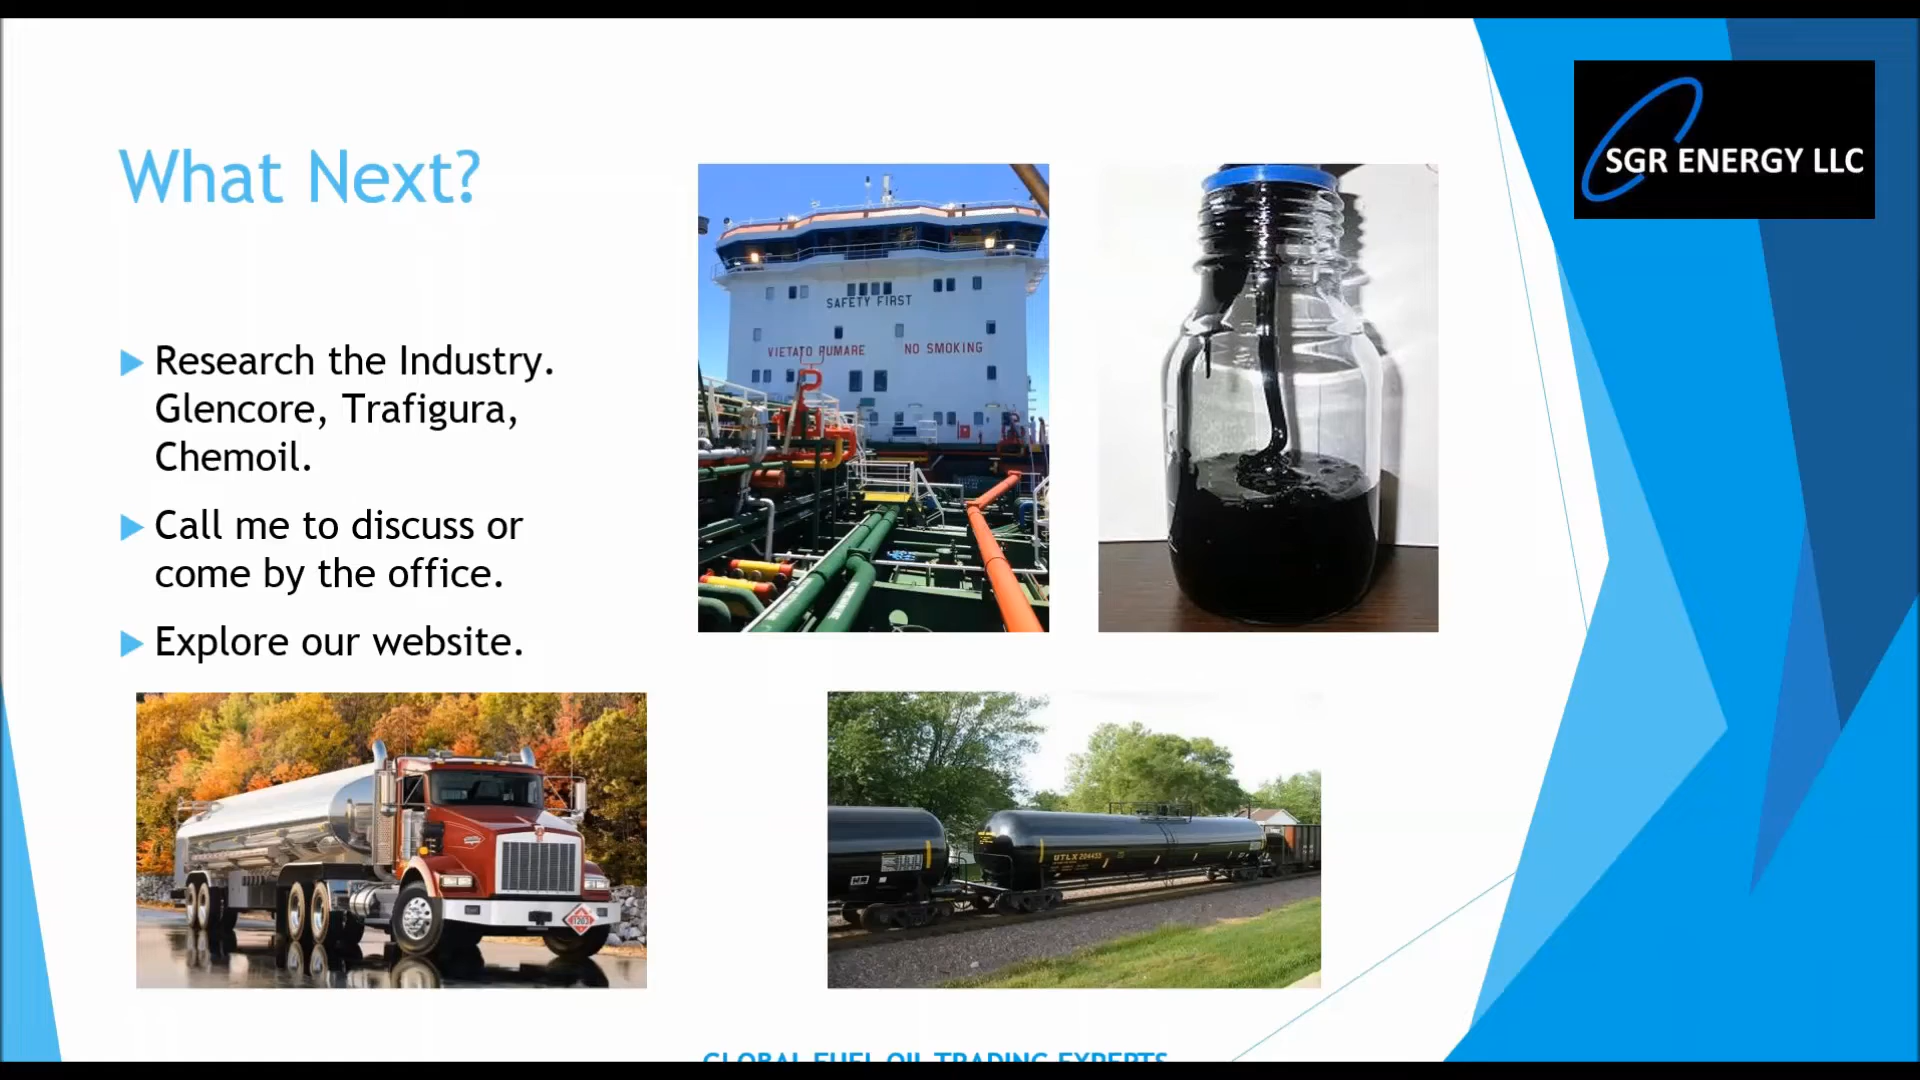 What Next?
SGR ENERGY LLC
Research the Industry.
Glencore, Trafigura,
Chemoil.
Call me to discuss or
come by the office.
Explore our website.
SAFETY FIRST
VIETATO FUMARE NO SMOKING
UTLX 204455
GLOBAL FUEL OIL TRADING EXPERTS